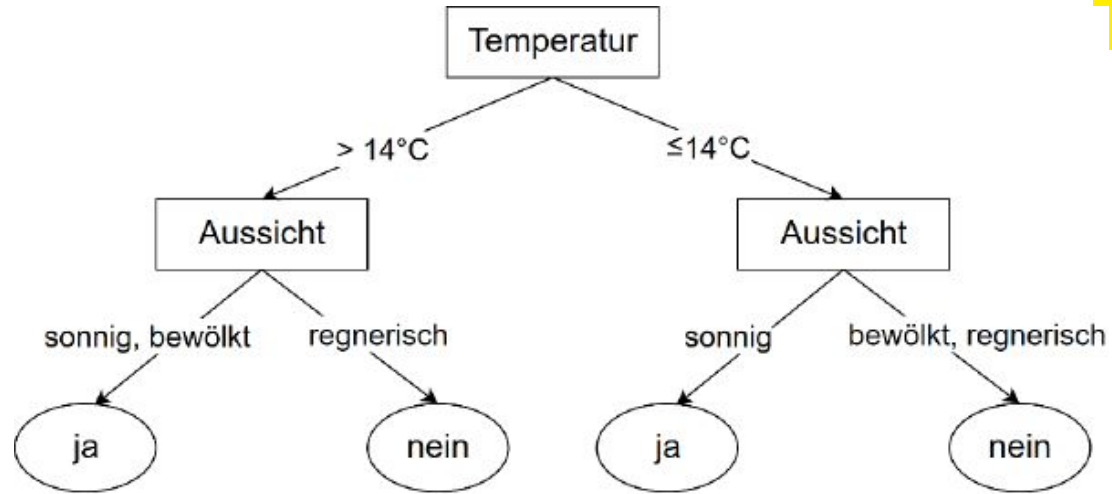 Temperatur
> 14°C
≤14°C
Aussicht
Aussicht
sonnig, bewölkt
regnerisch
sonnig
bewölkt, regnerisch
ja
nein
ja
nein